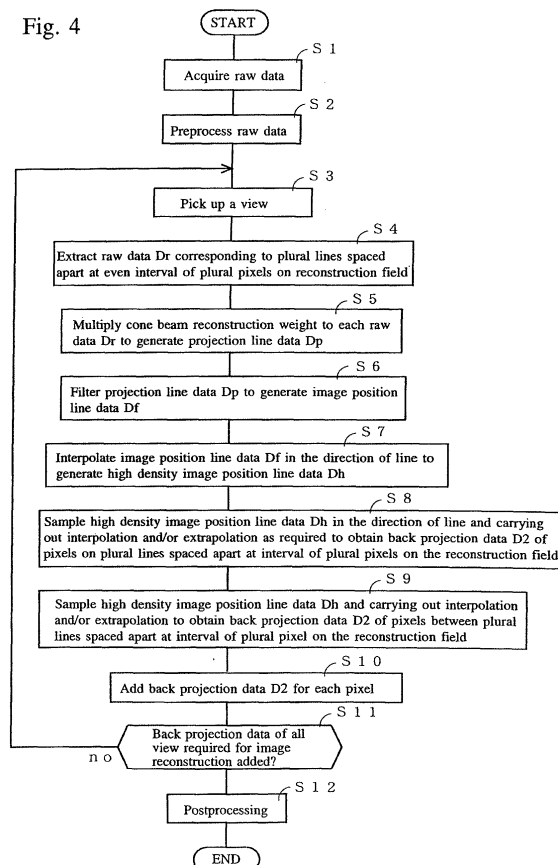 Fig. 4
START
S 1
Acquire raw data
S 2
Preprocess raw data
S 3
Pick up a view
S 4
Extract raw data Dr corresponding to plural lines spaced
apart at even interval of plural pixels on reconstruction field
S 5
Multiply cone beam reconstruction weight to each raw
data Dr to generate projection line data Dp
S 6
Filter projection line data Dp to generate image position
line data Df
S 7
Interpolate image position line data Df in the direction of line to
generate high density image position line data Dh
S 8
Sample high density image position line data Dh in the direction of line and carrying
out interpolation and/or extrapolation as required to obtain back projection data D2 of
pixels on plural lines spaced apart at interval of plural pixels on the reconstruction field
S 9
Sample high density image position line data Dh and carrying out interpolation
and/or extrapolation to obtain back projection data D2 of pixels between plural
lines spaced apart at interval of plural pixel on the reconstruction field
S 10
Add back projection data D2 for each pixel
S 11
Back projection data of all
view required for image
reconstruction added?
no
S 12
Postprocessing
END